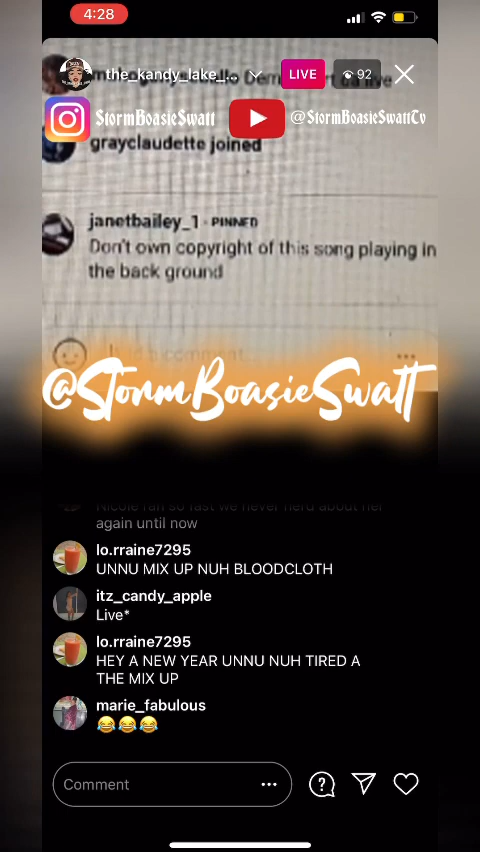 4:28
the_kandy_lake_...
LIVE
92
StormBoasieSwatt
@StormBoasieSwattTv
grayclaudette joined
janetbailey_1 · PINNED
Don't own copyright of this song playing in
the back ground
@StormBoasieSwatt
Nicole ran so fast we never herd about her
again until now
lo.rraine7295
UNNU MIX UP NUH BLOODCLOTH
itz_candy_apple
Live*
lo.rraine7295
HEY A NEW YEAR UNNU NUH TIRED A
THE MIX UP
marie_fabulous
😂😂😂
Comment